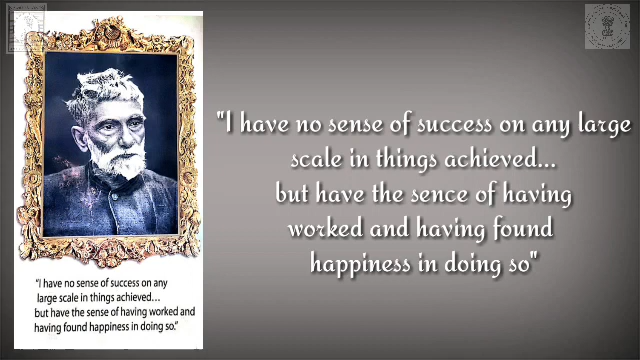 "I have no sense of success on any large
scale in things achieved...
but have the sence of having
worked and having found
happiness in doing so"
"I have no sense of success on any
large scale in things achieved...
but have the sense of having worked and
having found happiness in doing so."